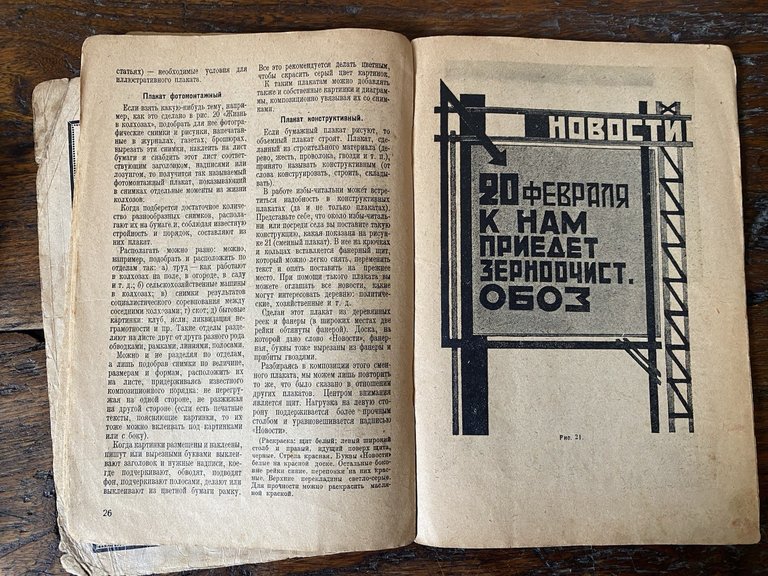 статьях) — необходимые условия для
иллюстративного плаката.
Плакат фотомонтажный
Если взять какую-нибудь тему, напри-
мер, как это сделано в рис. 20 «Жизнь
в колхозах», подобрать для нее фотогра-
фические снимки и рисунки, напечатан-
ные в журналах, газетах, брошюрах,
вырезать эти снимки, наклеить на лист
бумаги и снабдить этот лист соответ-
ствующим заголовком, надписями или
лозунгом, то получится так называемый
фотомонтажный плакат, показывающий
в снимках отдельные моменты из жизни
колхозов.
Когда подберется достаточное количе-
ство разнообразных снимков, распола-
гают их на бумаге и, соблюдая известную
стройность и порядок, составляют из
них плакат.
Располагать можно разно: можно,
например, подобрать и расположить по
отделам так: а) труд — как работают
в колхозах на поле, в огороде, в саду
и т. д.; б) сельскохозяйственные машины
в колхозах; в) снимки результатов
социалистического соревнования между
соседними колхозами; г) скот; д) бытовые
картинки: клуб, ясли, ликвидация не-
грамотности и пр. Такие отделы разде-
ляют на листе друг от друга разного рода
обводками, рамками, линиями, полосами.
Можно и не разделяя по отделам,
а лишь подобрав снимки по величине,
размерам и формам, расположить их
на листе, придерживаясь известного
композиционного порядка: не перегру-
жая на одной стороне, не разжижая
на другой стороне (если есть печатные
тексты, поясняющие картинки, то их
тоже можно вклеивать под картинками
или с боку).
Когда картинки размещены и наклеены,
пишут или вырезными буквами выклеи-
вают заголовок и нужные надписи, кое-
где подчеркивают, обводят, подводят
фон, подчеркивают полосами, делают или
выклеивают из цветной бумаги рамку.
26
Все это рекомендуется делать цветным,
чтобы скрасить серый цвет картинок.
К таким плакатам можно добавлять
также и собственные картинки и диаграм-
мы, композиционно увязывая их со сним-
ками.
Плакат конструктивный.
Если бумажный плакат рисуют, то
объемный плакат строят. Плакат, сде-
ланный из строительного материала (де-
рево, жесть, проволока, гвозди и т. п.),
принято называть конструктивным (от
слова конструировать, строить, склады-
вать).
В работе избы-читальни может встре-
титься надобность в конструктивных
плакатах (да и не только плакатах).
Представьте себе, что около избы-читаль-
ни или посреди села вы поставите такую
конструкцию, какая показана на рисун-
ке 21 (сменный плакат). В нее на крючках
и кольцах вставляется фанерный щит,
который можно легко снять, переменить
текст и опять поставить на прежнее
место. При помощи такого плаката вы
можете оглашать все новости, какие
могут интересовать деревню: политиче-
ские, хозяйственные и т. д.
Сделан этот плакат из деревянных
реек и фанеры (в широких местах две
рейки обтянуты фанерой). Доска, на
которой дано слово «Новости», фанер-
ная, буквы тоже вырезаны из фанеры и
прибиты гвоздями.
Разбираясь в композиции этого смен-
ного плаката, мы можем лишь повторить
то же, что было сказано в отношении
других плакатов. Центром внимания
является щит. Нагрузка на левую сто-
рону поддерживается более прочным
столбом и уравновешивается надписью
«Новости».
(Раскраска: щит белый; левый широкий
столб и правый, идущий поверх щита,
черные. Стрела красная. Буквы «Новости»
белые на красной доске. Остальные боко-
вые рейки синие, перепонки на них крас-
ные. Верхние перекладины светло-серые.
Для прочности можно раскрасить масля-
ной краской.
НОВОСТИ
20 ФЕВРАЛЯ
К НАМ
ПРИЕДЕТ
ЗЕРНООЧИСТ.
ОБОЗ
Рис. 21.